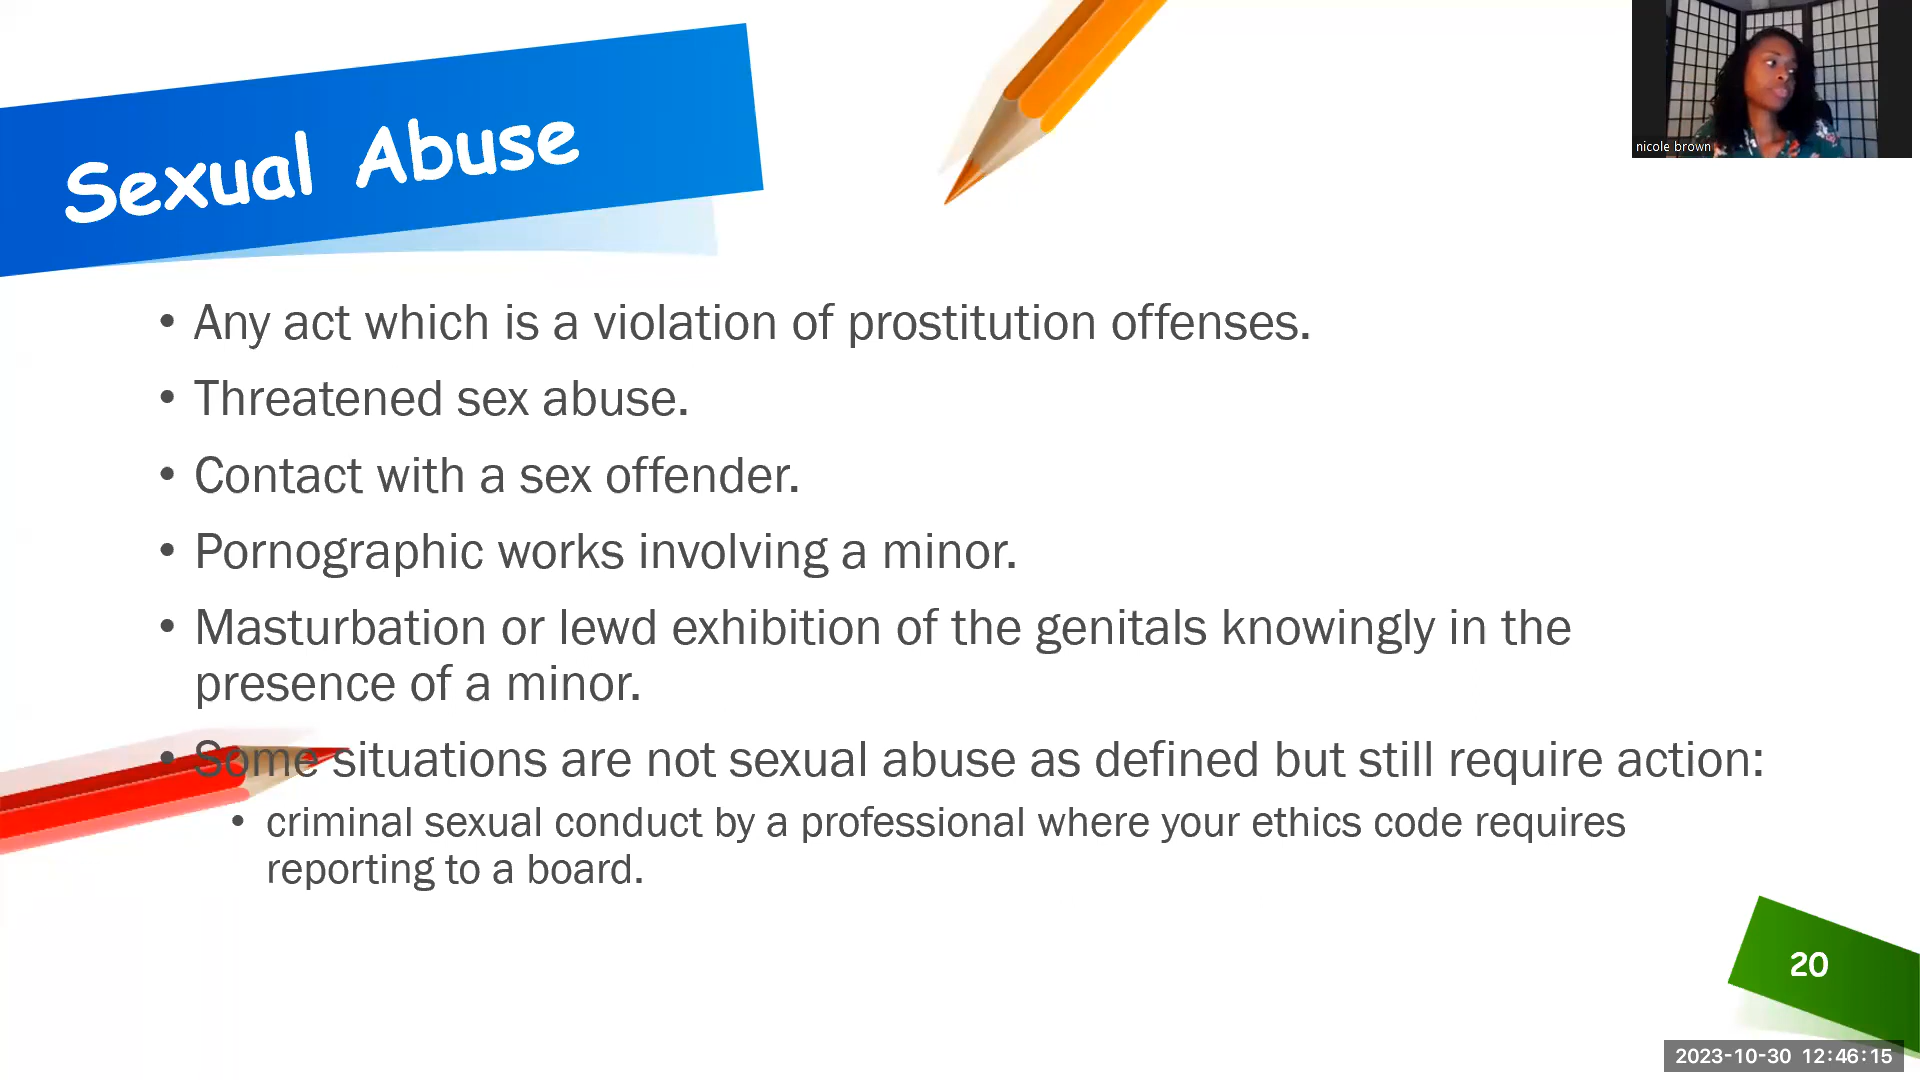 nicole brown
Sexual Abuse
• Any act which is a violation of prostitution offenses.
• Threatened sex abuse.
• Contact with a sex offender.
• Pornographic works involving a minor.
• Masturbation or lewd exhibition of the genitals knowingly in the
presence of a minor.
• Some situations are not sexual abuse as defined but still require action:
• criminal sexual conduct by a professional where your ethics code requires
reporting to a board.
20
2023-10-30 12:46:15